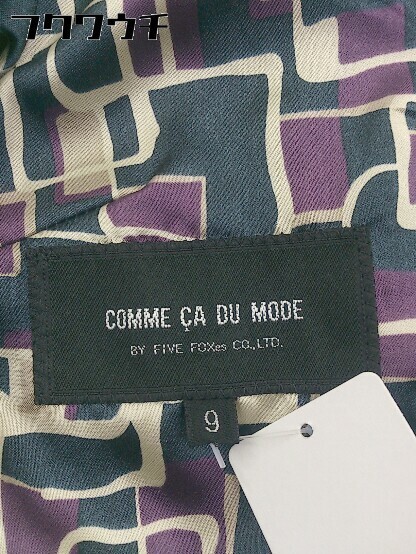 フクワウチ
COMME ÇA DU MODE
BY FIVE FOXes CO.,LTD.
9